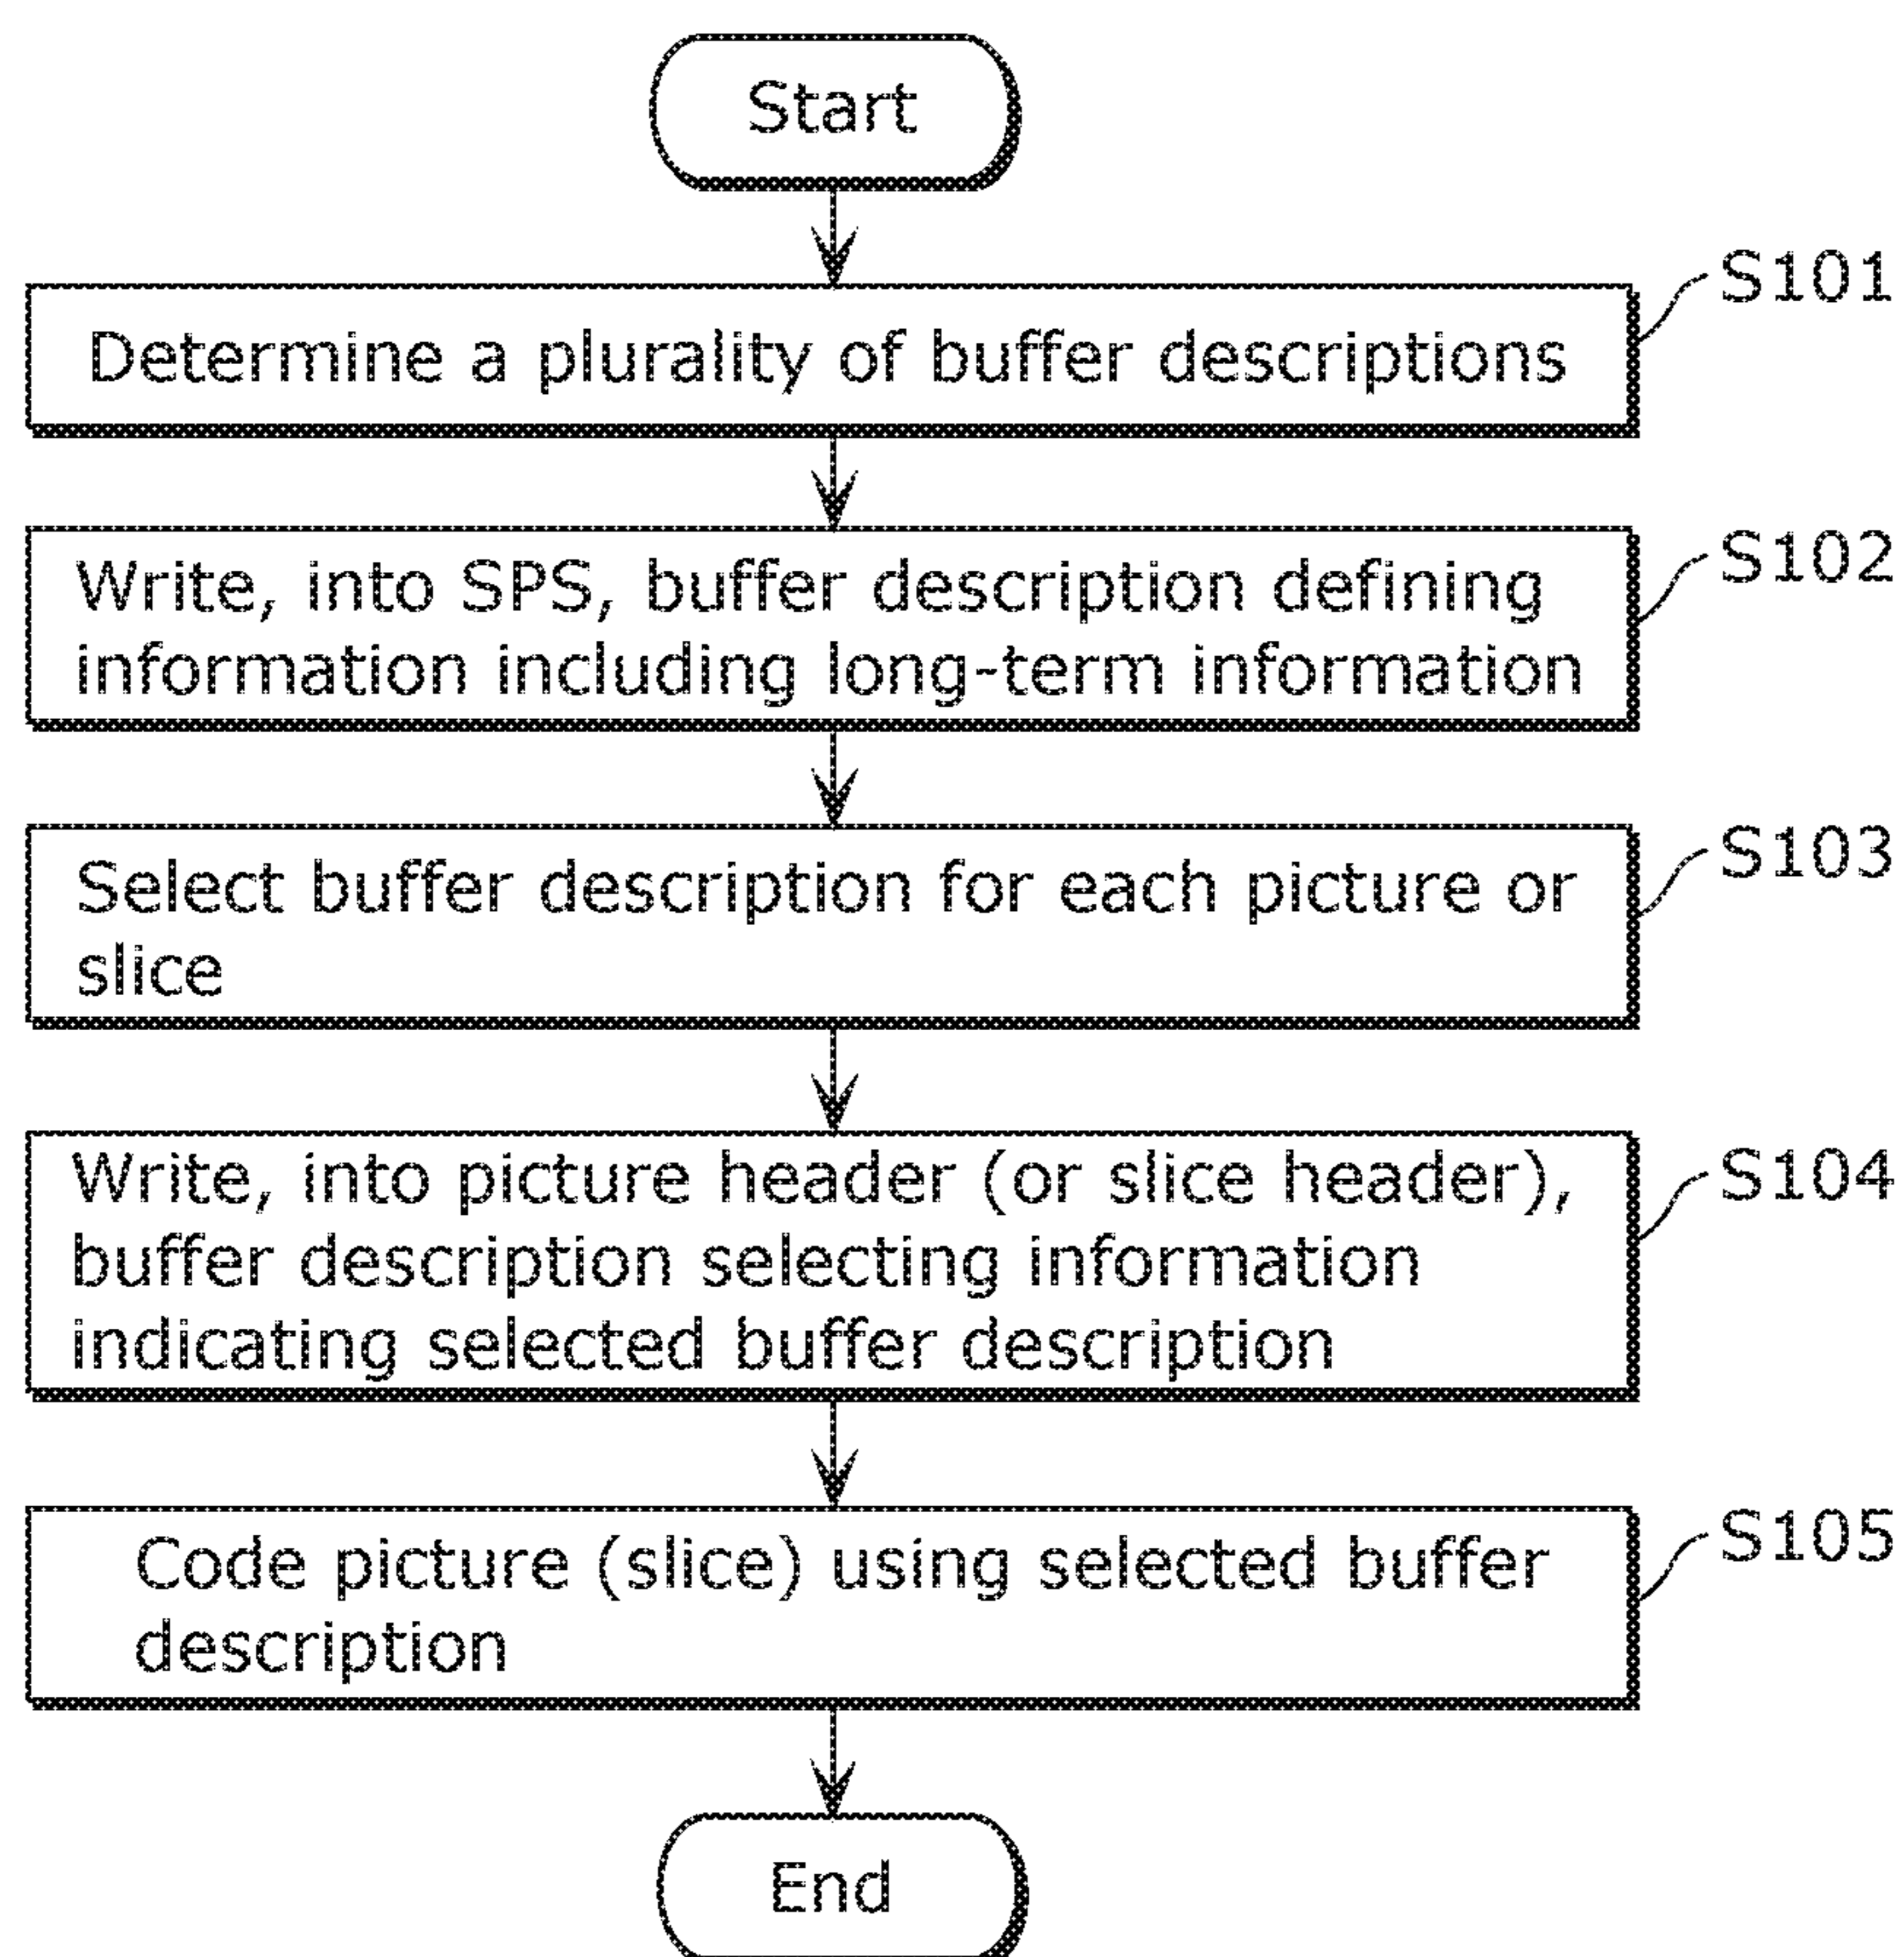 Start
S101
Determine a plurality of buffer descriptions
S102
Write, into SPS, buffer description defining
information including long-term information
S103
Select buffer description for each picture or
slice
S104
Write, into picture header (or slice header),
buffer description selecting information
indicating selected buffer description
S105
Code picture (slice) using selected buffer
description
End